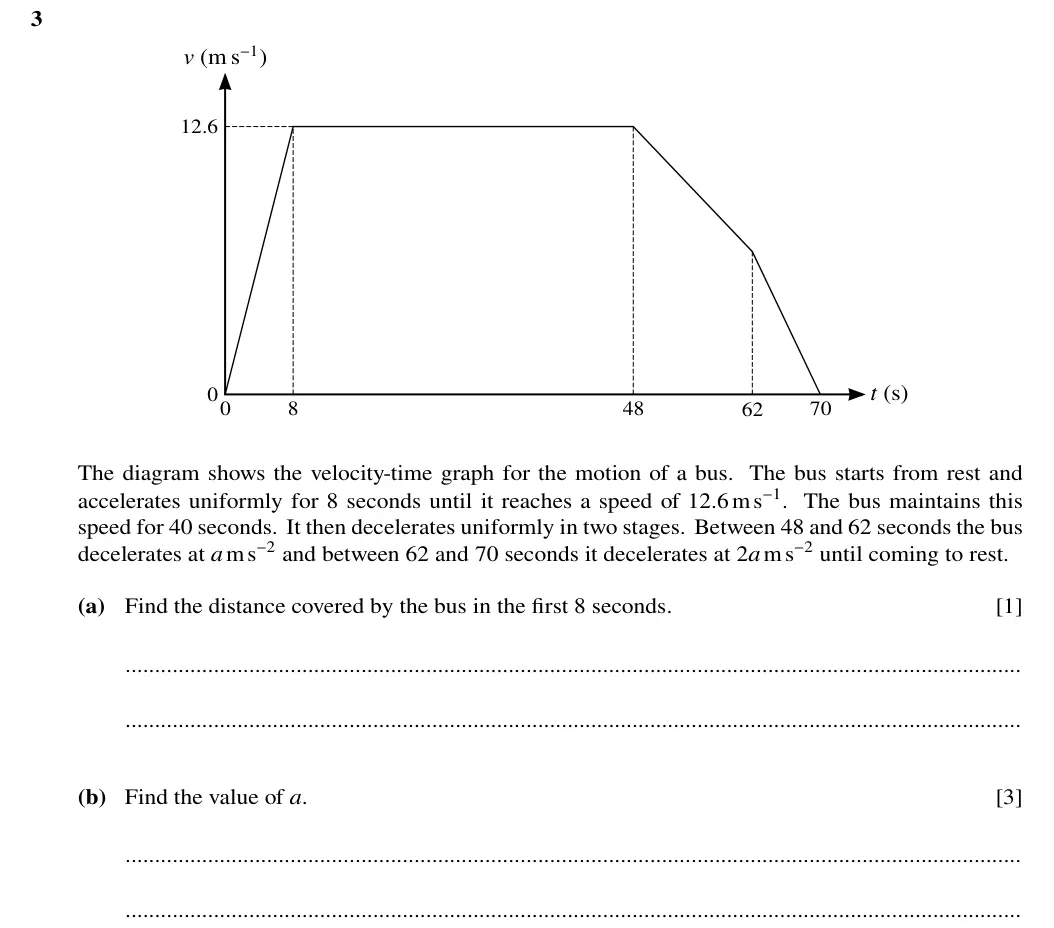 3
v (m s⁻¹)
12.6
0
0 8 48 62 70
t (s)
The diagram shows the velocity-time graph for the motion of a bus. The bus starts from rest and
accelerates uniformly for 8 seconds until it reaches a speed of 12.6 m s⁻¹. The bus maintains this
speed for 40 seconds. It then decelerates uniformly in two stages. Between 48 and 62 seconds the bus
decelerates at a m s⁻² and between 62 and 70 seconds it decelerates at 2a m s⁻² until coming to rest.
(a) Find the distance covered by the bus in the first 8 seconds. [1]
(b) Find the value of a. [3]